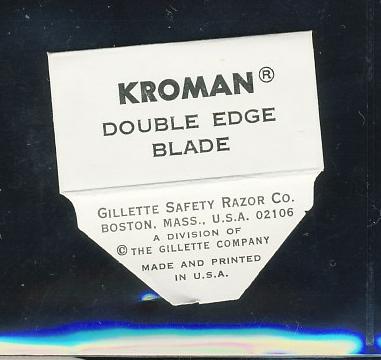 KROMAN®
DOUBLE EDGE
BLADE
GILLETTE SAFETY RAZOR CO.
BOSTON, MASS., U.S.A. 02106
A DIVISION OF
© THE GILLETTE COMPANY
MADE AND PRINTED
IN U.S.A.